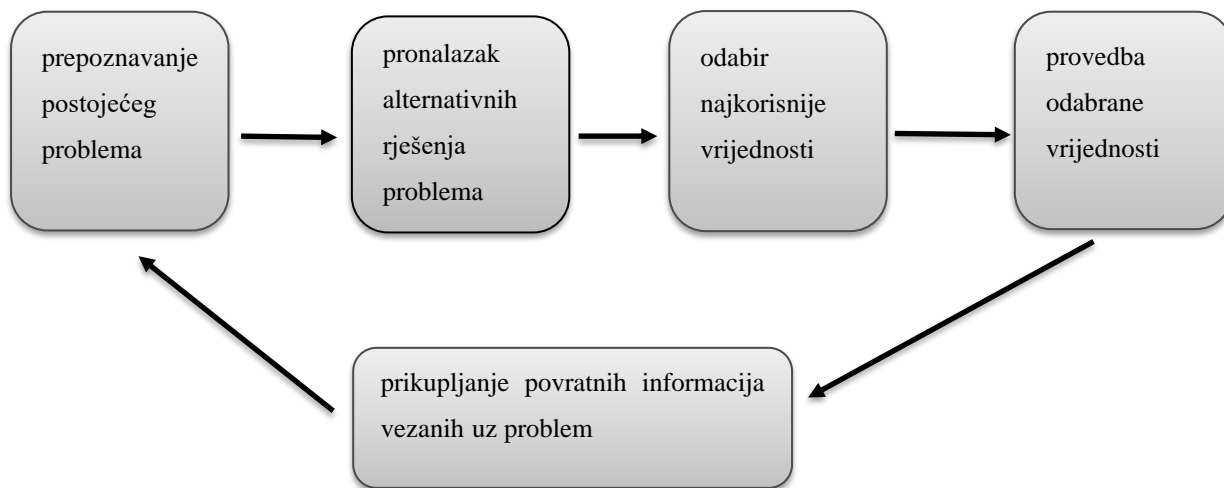 prepoznavanje
postojećeg
problema
pronalazak
alternativnih
rješenja
problema
odabir
najkorisnije
vrijednosti
provedba
odabrane
vrijednosti
prikupljanje povratnih informacija
vezanih uz problem